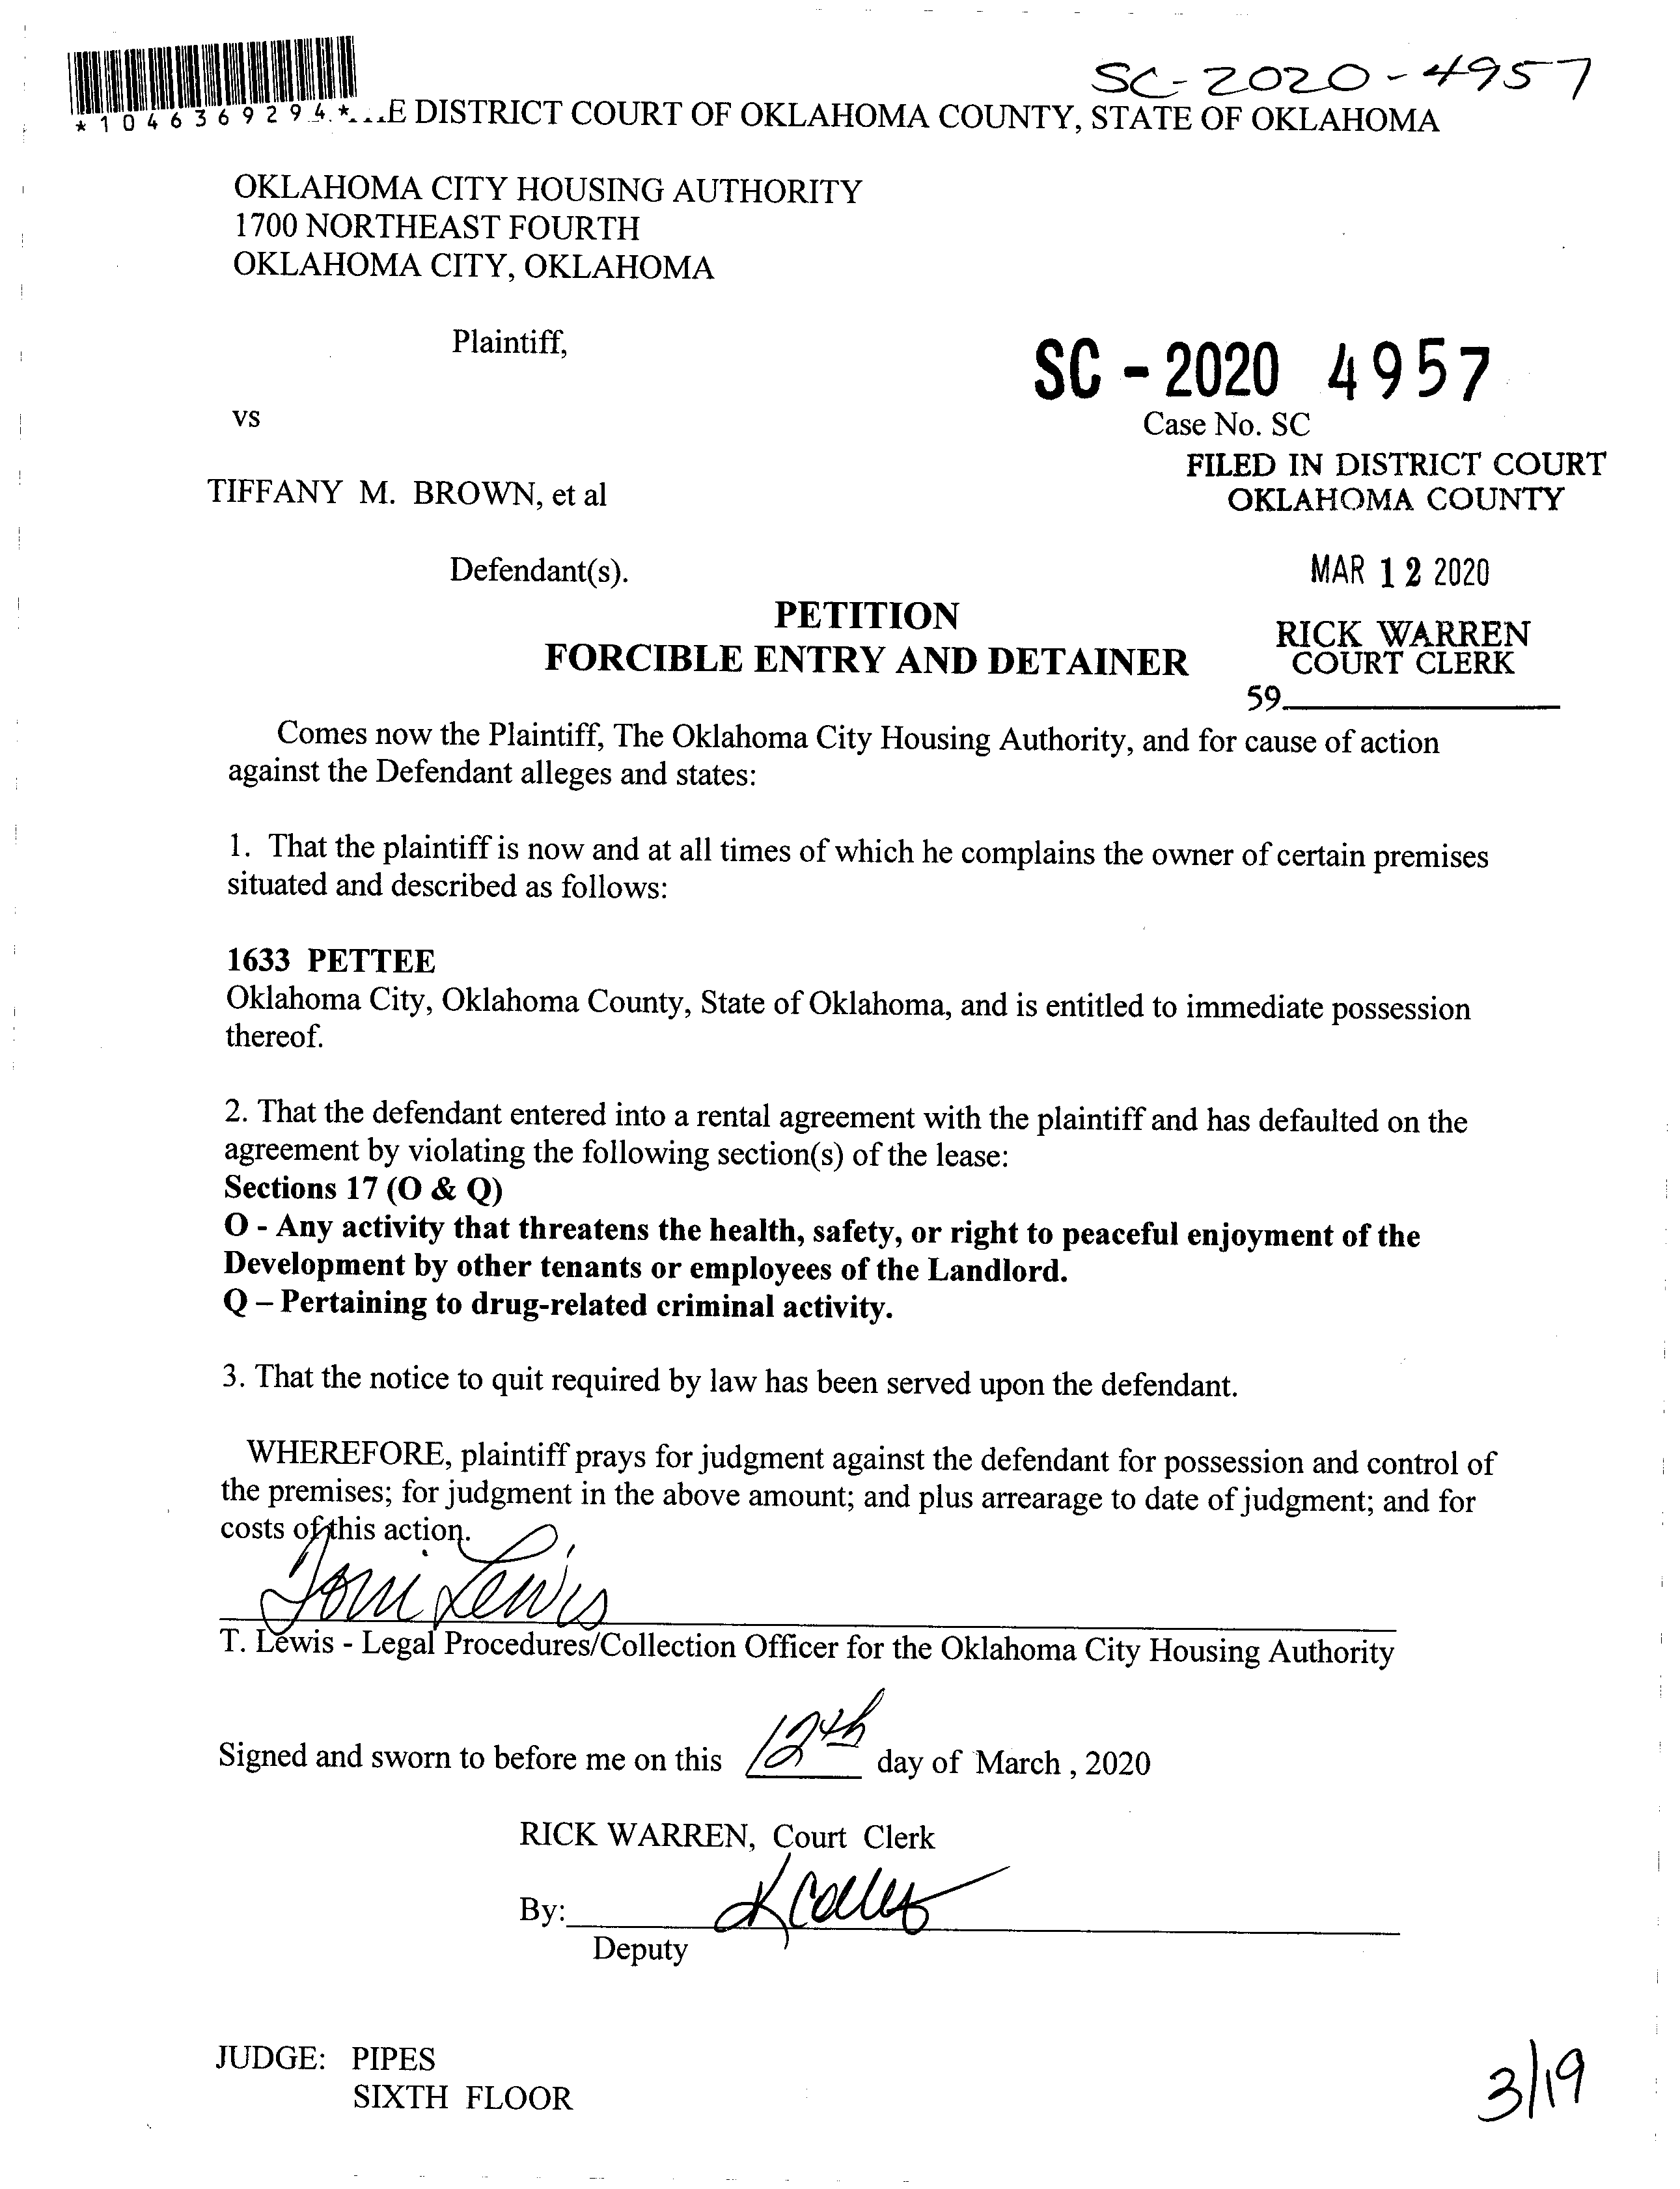 SC-2020-4957
*1046369294.*...E DISTRICT COURT OF OKLAHOMA COUNTY, STATE OF OKLAHOMA
OKLAHOMA CITY HOUSING AUTHORITY
1700 NORTHEAST FOURTH
OKLAHOMA CITY, OKLAHOMA
Plaintiff,
SC - 2020 4957
vs
Case No. SC
FILED IN DISTRICT COURT
TIFFANY M. BROWN, et al
OKLAHOMA COUNTY
Defendant(s).
MAR 12 2020
PETITION
RICK WARREN
FORCIBLE ENTRY AND DETAINER
COURT CLERK
59
Comes now the Plaintiff, The Oklahoma City Housing Authority, and for cause of action
against the Defendant alleges and states:
1. That the plaintiff is now and at all times of which he complains the owner of certain premises
situated and described as follows:
1633 PETTEE
Oklahoma City, Oklahoma County, State of Oklahoma, and is entitled to immediate possession
thereof.
2. That the defendant entered into a rental agreement with the plaintiff and has defaulted on the
agreement by violating the following section(s) of the lease:
Sections 17 (O & Q)
O - Any activity that threatens the health, safety, or right to peaceful enjoyment of the
Development by other tenants or employees of the Landlord.
Q – Pertaining to drug-related criminal activity.
3. That the notice to quit required by law has been served upon the defendant.
WHEREFORE, plaintiff prays for judgment against the defendant for possession and control of
the premises; for judgment in the above amount; and plus arrearage to date of judgment; and for
costs of this action.
Toni Lewis
T. Lewis - Legal Procedures/Collection Officer for the Oklahoma City Housing Authority
Signed and sworn to before me on this 12th day of March , 2020
RICK WARREN, Court Clerk
By:
Deputy
JUDGE: PIPES
SIXTH FLOOR
3/19